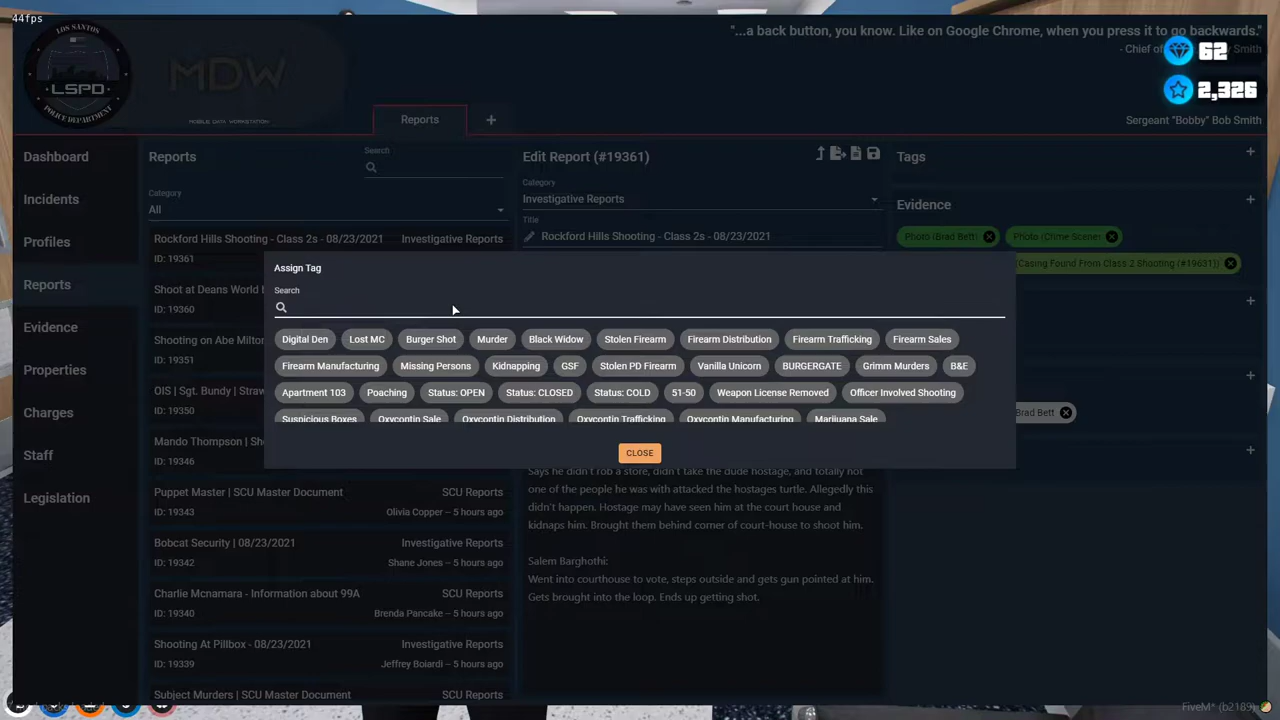 44fps
LOS SANTOS
LSPD
POLICE DEPARTMENT
MDW
MOBILE DATA WORKSTATION
"...a back button, you know. Like on Google Chrome, when you press it to go backwards."
- Chief of
Smith
62
2,326
Sergeant "Bobby" Bob Smith
Reports
+
Dashboard
Incidents
Profiles
Reports
Evidence
Properties
Charges
Staff
Legislation
Reports
Search
Category
All
Rockford Hills Shooting - Class 2s - 08/23/2021
Investigative Reports
ID: 19361
Shoot at Deans World
ID: 19360
Shooting on Abe Milton
ID: 19351
OIS | Sgt. Bundy | Straw
ID: 19350
Mando Thompson | Sh
ID: 19346
Puppet Master | SCU Master Document
SCU Reports
ID: 19343
Olivia Copper – 5 hours ago
Bobcat Security | 08/23/2021
Investigative Reports
ID: 19342
Shane Jones – 5 hours ago
Charlie Mcnamara - Information about 99A
SCU Reports
ID: 19340
Brenda Pancake – 5 hours ago
Shooting At Pillbox - 08/23/2021
Investigative Reports
ID: 19339
Jeffrey Boiardi – 5 hours ago
Subject Murders | SCU Master Document
SCU Reports
Edit Report (#19361)
Category
Investigative Reports
Title
Rockford Hills Shooting - Class 2s - 08/23/2021
Says he didn't rob a store, didn't take the dude hostage, and totally not
one of the people he was with attacked the hostages turtle. Allegedly this
didn't happen. Hostage may have seen him at the court house and
kidnaps him. Brought them behind corner of court-house to shoot him.
Salem Barghothi:
Went into courthouse to vote, steps outside and gets gun pointed at him.
Gets brought into the loop. Ends up getting shot.
Tags
+
Evidence
+
Photo (Brad Bett)
Photo (Crime Scene)
(Casing Found From Class 2 Shooting (#19631))
+
Brad Bett
+
Assign Tag
Search
Digital Den Lost MC Burger Shot Murder Black Widow Stolen Firearm Firearm Distribution Firearm Trafficking Firearm Sales
Firearm Manufacturing Missing Persons Kidnapping GSF Stolen PD Firearm Vanilla Unicorn BURGERGATE Grimm Murders B&E
Apartment 103 Poaching Status: OPEN Status: CLOSED Status: COLD 51-50 Weapon License Removed Officer Involved Shooting
Suspicious Boxes Oxycontin Sale Oxycontin Distribution Oxycontin Trafficking Oxycontin Manufacturing Marijuana Sale
CLOSE
FiveM* (b2189)